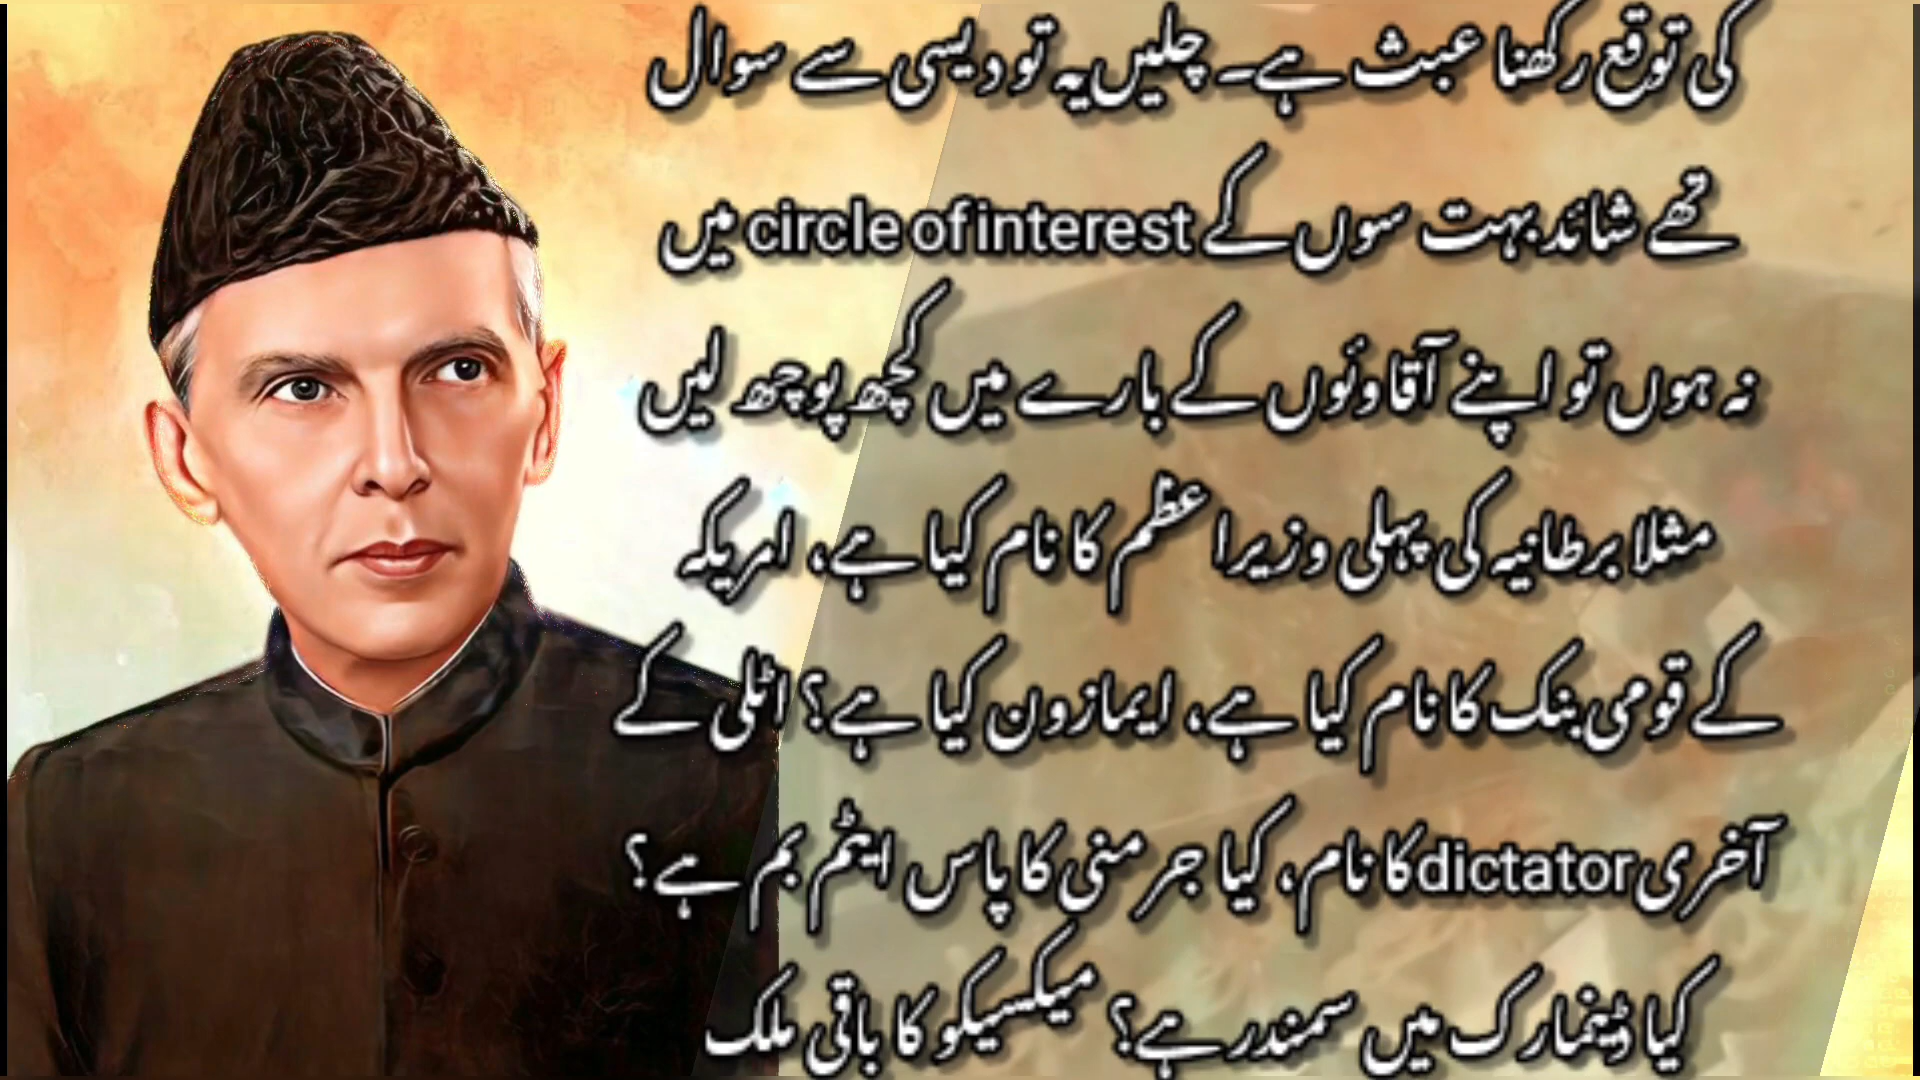 کی توقع رکھنا عبث ہے۔ چلیں یہ تو دیسی سے سوال
تھے شائد بہت سوں کے circle of interest میں
نہ ہوں تو اپنے آقاوئوں کے بارے میں کچھ پوچھ لیں
مثلا برطانیہ کی پہلی وزیراعظم کا نام کیا ہے، امریکہ
کے قومی بنک کا نام کیا ہے، ایمازون کیا ہے؟ اٹلی کے
آخری dictator کا نام، کیا جرمنی کا پاس ایٹم بم ہے؟
کیا ڈینمارک میں سمندر ہے؟ میکسیکو کا باقی ملک